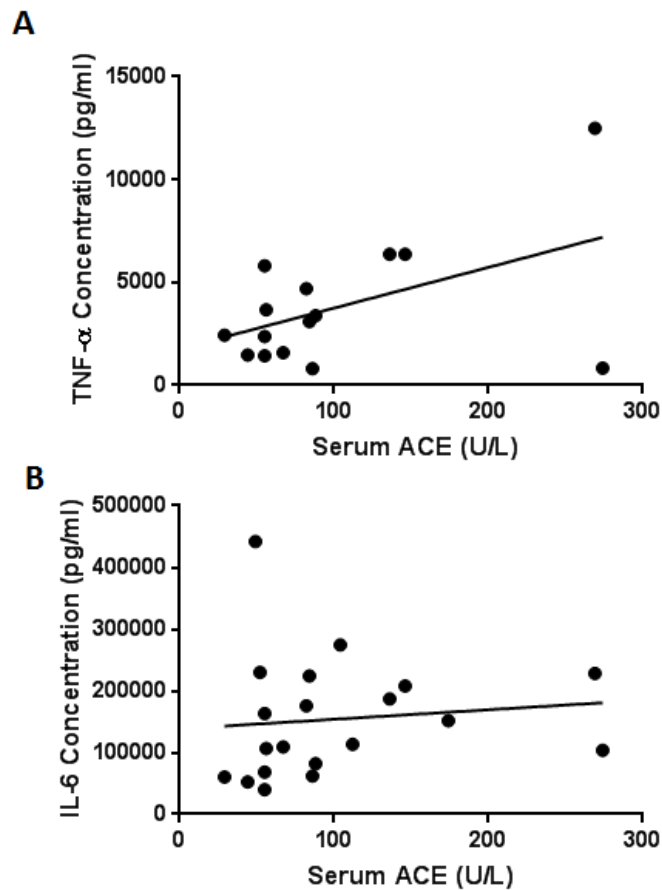 A
TNF-α Concentration (pg/ml)
15000
10000
5000
0
0 100 200 300
Serum ACE (U/L)
B
IL-6 Concentration (pg/ml)
500000
400000
300000
200000
100000
0
0 100 200 300
Serum ACE (U/L)